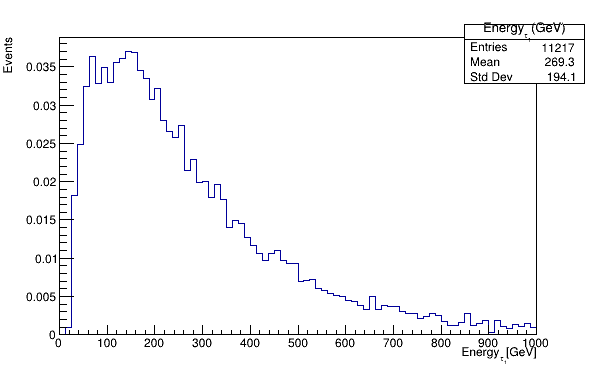 Energy_τ₁ (GeV)
Entries 11217
Mean 269.3
Std Dev 194.1
Events
0.035
0.03
0.025
0.02
0.015
0.01
0.005
0
0 100 200 300 400 500 600 700 800 900 1000
Energy_τ₁ [GeV]